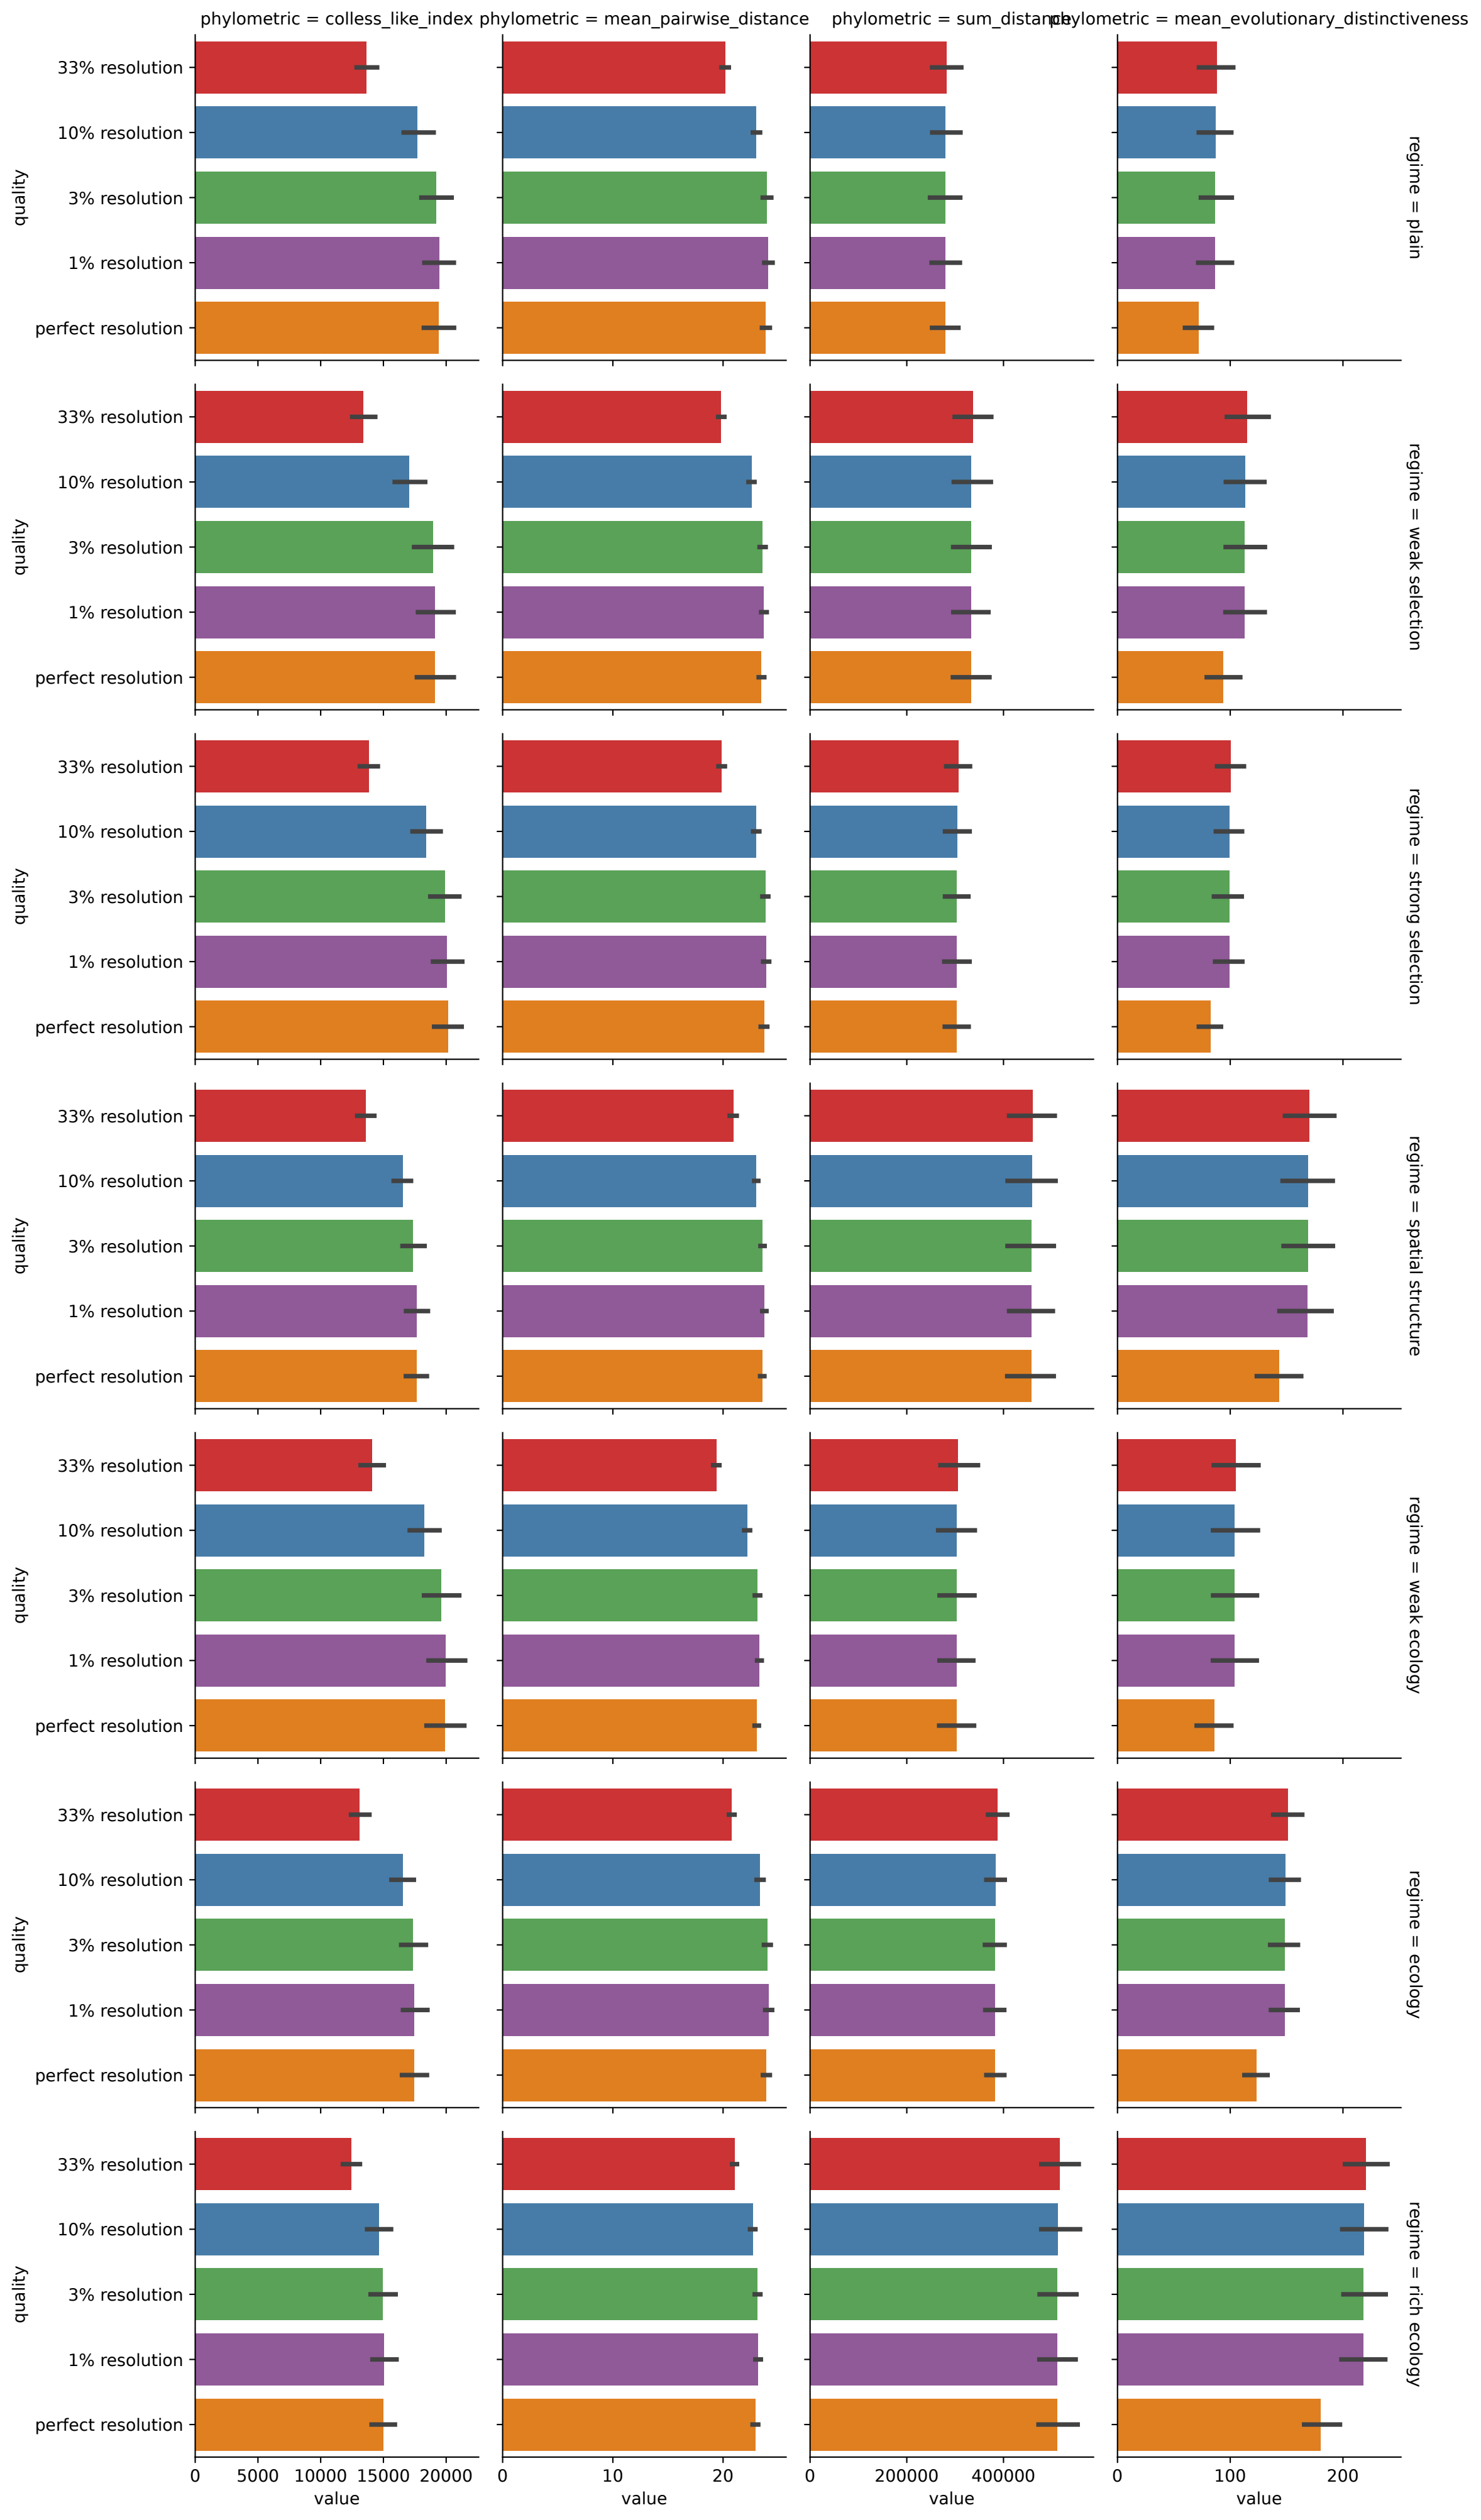 phylometric = colless_like_index
phylometric = mean_pairwise_distance
phylometric = sum_distance
phylometric = mean_evolutionary_distinctiveness
quality
33% resolution
10% resolution
3% resolution
1% resolution
perfect resolution
regime = plain
quality
33% resolution
10% resolution
3% resolution
1% resolution
perfect resolution
regime = weak selection
quality
33% resolution
10% resolution
3% resolution
1% resolution
perfect resolution
regime = strong selection
quality
33% resolution
10% resolution
3% resolution
1% resolution
perfect resolution
regime = spatial structure
quality
33% resolution
10% resolution
3% resolution
1% resolution
perfect resolution
regime = weak ecology
quality
33% resolution
10% resolution
3% resolution
1% resolution
perfect resolution
regime = ecology
quality
33% resolution
10% resolution
3% resolution
1% resolution
perfect resolution
regime = rich ecology
0 5000 10000 15000 20000
0 10 20
0 200000 400000
0 100 200
value
value
value
value